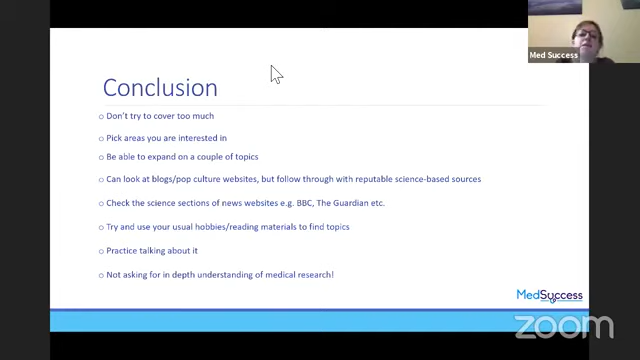 Med Success
Conclusion
Don't try to cover too much
Pick areas you are interested in
Be able to expand on a couple of topics
Can look at blogs/pop culture websites, but follow through with reputable science-based sources
Check the science sections of news websites e.g. BBC, The Guardian etc.
Try and use your usual hobbies/reading materials to find topics
Practice talking about it
Not asking for in depth understanding of medical research!
MedSuccess
zoom